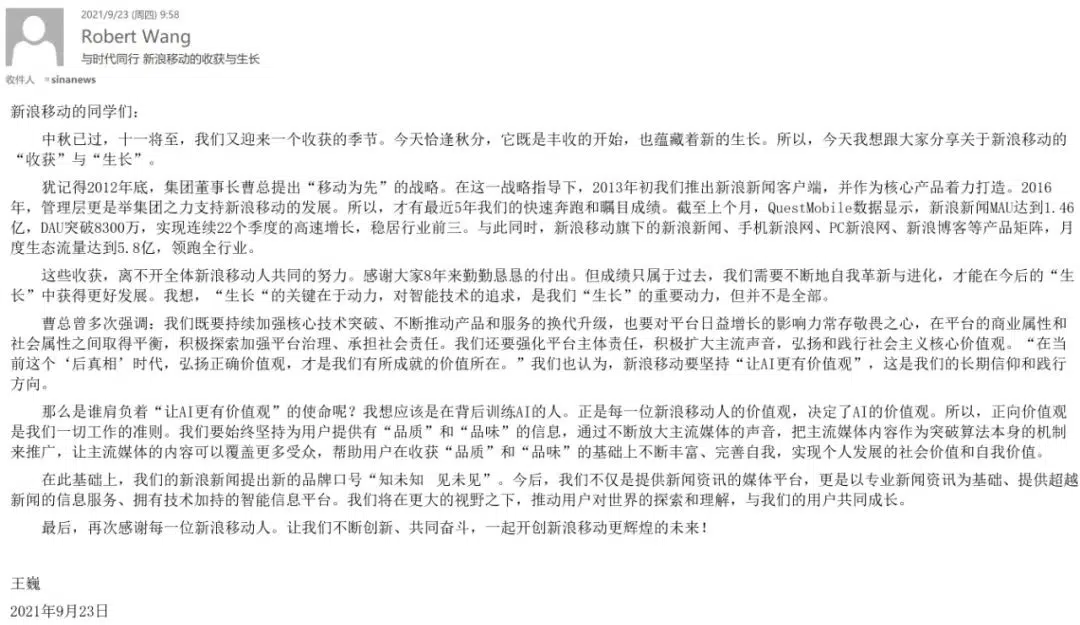 2021/9/23 (周四) 9:58
Robert Wang
与时代同行 新浪移动的收获与生长
收件人 sinanews
新浪移动的同学们：
中秋已过，十一将至，我们又迎来一个收获的季节。今天恰逢秋分，它既是丰收的开始，也蕴藏着新的生长。所以，今天我想跟大家分享关于新浪移动的
“收获”与“生长”。
犹记得2012年底，集团董事长曹总提出“移动为先”的战略。在这一战略指导下，2013年初我们推出新浪新闻客户端，并作为核心产品着力打造。2016
年，管理层更是举集团之力支持新浪移动的发展。所以，才有最近5年我们的快速奔跑和瞩目成绩。截至上个月，QuestMobile数据显示，新浪新闻MAU达到1.46
亿，DAU突破8300万，实现连续22个季度的高速增长，稳居行业前三。与此同时，新浪移动旗下的新浪新闻、手机新浪网、PC新浪网、新浪博客等产品矩阵，月
度生态流量达到5.8亿，领跑全行业。
这些收获，离不开全体新浪移动人共同的努力。感谢大家8年来勤勤恳恳的付出。但成绩只属于过去，我们需要不断地自我革新与进化，才能在今后的“生
长”中获得更好发展。我想，“生长“的关键在于动力，对智能技术的追求，是我们“生长”的重要动力，但并不是全部。
曹总曾多次强调：我们既要持续加强核心技术突破、不断推动产品和服务的换代升级，也要对平台日益增长的影响力常存敬畏之心，在平台的商业属性和
社会属性之间取得平衡，积极探索加强平台治理、承担社会责任。我们还要强化平台主体责任，积极扩大主流声音，弘扬和践行社会主义核心价值观。“在当
前这个‘后真相’时代，弘扬正确价值观，才是我们有所成就的价值所在。”我们也认为，新浪移动要坚持“让AI更有价值观”，这是我们的长期信仰和践行
方向。
那么是谁肩负着“让AI更有价值观”的使命呢？我想应该是在背后训练AI的人。正是每一位新浪移动人的价值观，决定了AI的价值观。所以，正向价值观
是我们一切工作的准则。我们要始终坚持为用户提供有“品质”和“品味”的信息，通过不断放大主流媒体的声音，把主流媒体内容作为突破算法本身的机制
来推广，让主流媒体的内容可以覆盖更多受众，帮助用户在收获“品质”和“品味”的基础上不断丰富、完善自我，实现个人发展的社会价值和自我价值。
在此基础上，我们的新浪新闻提出新的品牌口号“知未知 见未见”。今后，我们不仅是提供新闻资讯的媒体平台，更是以专业新闻资讯为基础、提供超越
新闻的信息服务、拥有技术加持的智能信息平台。我们将在更大的视野之下，推动用户对世界的探索和理解，与我们的用户共同成长。
最后，再次感谢每一位新浪移动人。让我们不断创新、共同奋斗，一起开创新浪移动更辉煌的未来！
王巍
2021年9月23日